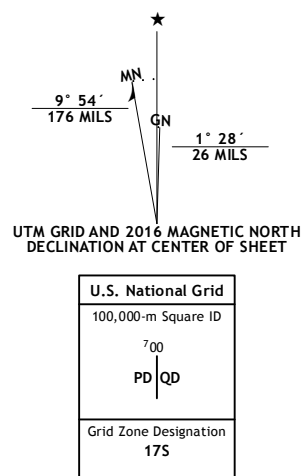 ★
MN
9° 54´
176 MILS
GN
1° 28´
26 MILS
UTM GRID AND 2016 MAGNETIC NORTH
DECLINATION AT CENTER OF SHEET
U.S. National Grid
100,000-m Square ID
⁷00
PD QD
Grid Zone Designation
17S